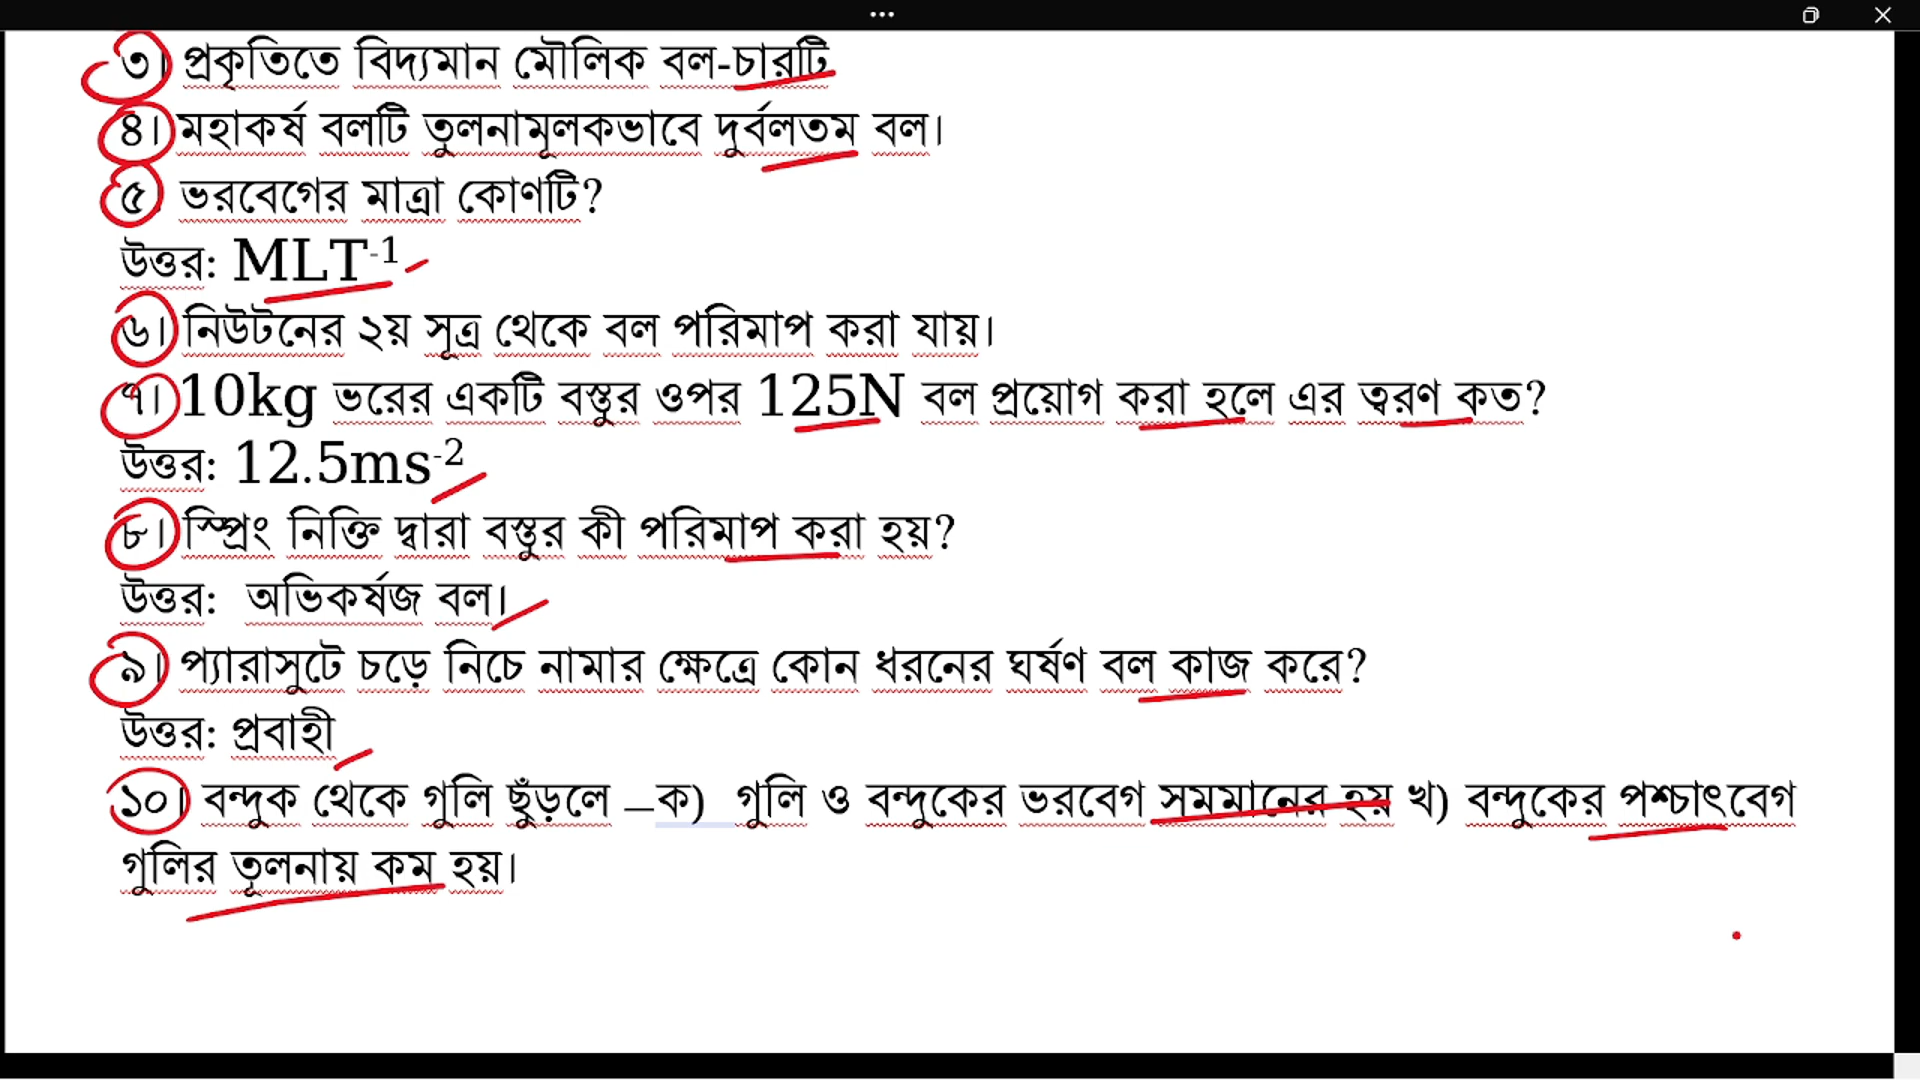 ৩। প্রকৃতিতে বিদ্যমান মৌলিক বল-চারটি
৪। মহাকর্ষ বলটি তুলনামূলকভাবে দুর্বলতম বল।
৫। ভরবেগের মাত্রা কোণটি?
উত্তর: MLT⁻¹
৬। নিউটনের ২য় সূত্র থেকে বল পরিমাপ করা যায়।
৭। 10kg ভরের একটি বস্তুর ওপর 125N বল প্রয়োগ করা হলে এর ত্বরণ কত?
উত্তর: 12.5ms⁻²
৮। স্প্রিং নিক্তি দ্বারা বস্তুর কী পরিমাপ করা হয়?
উত্তর: অভিকর্ষজ বল।
৯। প্যারাসুটে চড়ে নিচে নামার ক্ষেত্রে কোন ধরনের ঘর্ষণ বল কাজ করে?
উত্তর: প্রবাহী
১০। বন্দুক থেকে গুলি ছুঁড়লে –ক) গুলি ও বন্দুকের ভরবেগ সমমানের হয় খ) বন্দুকের পশ্চাৎবেগ
গুলির তূলনায় কম হয়।